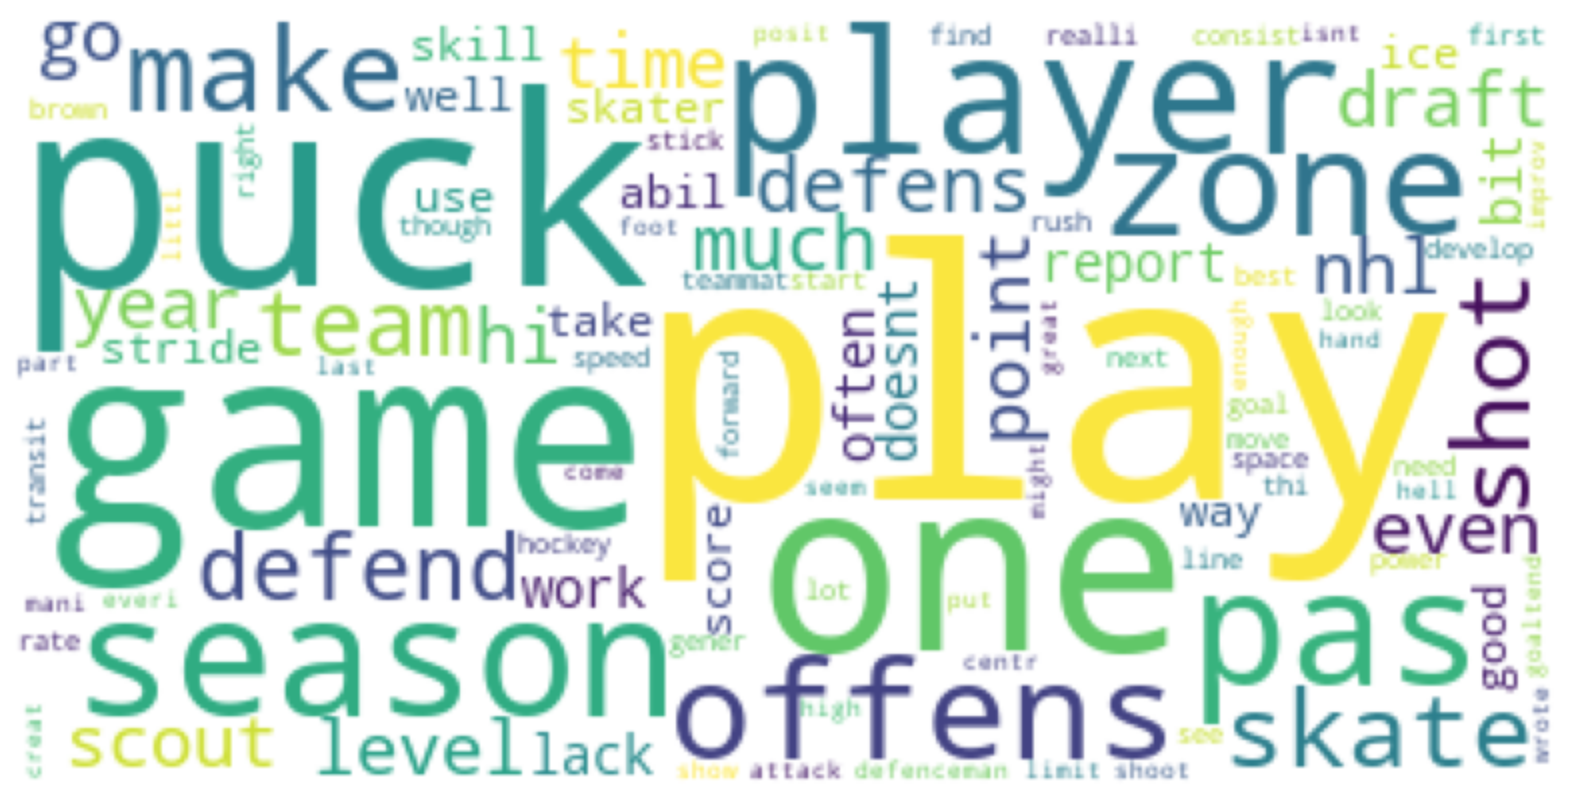 go
make
skill
time
posit
player
find
realli
consist
isnt
ice
first
brown
well
skater
draft
puck
right
stick
defens
zone
bit
improv
littl
use
though
abil
foot
rush
much
report
nhl
develop
teammat
start
best
year
team
hi
take
play
point
shot
stride
part
last
speed
often
doesnt
great
look
hand
enough
next
game
forward
goal
move
space
thi
need
hell
transit
come
seem
might
way
even
defend
hockey
work
score
one
line
power
mani
everi
lot
put
pas
good
goaltend
rate
season
gener
centr
offens
high
skate
wrote
creat
scout
level
lack
see
show
attack
defenceman
limit
shoot